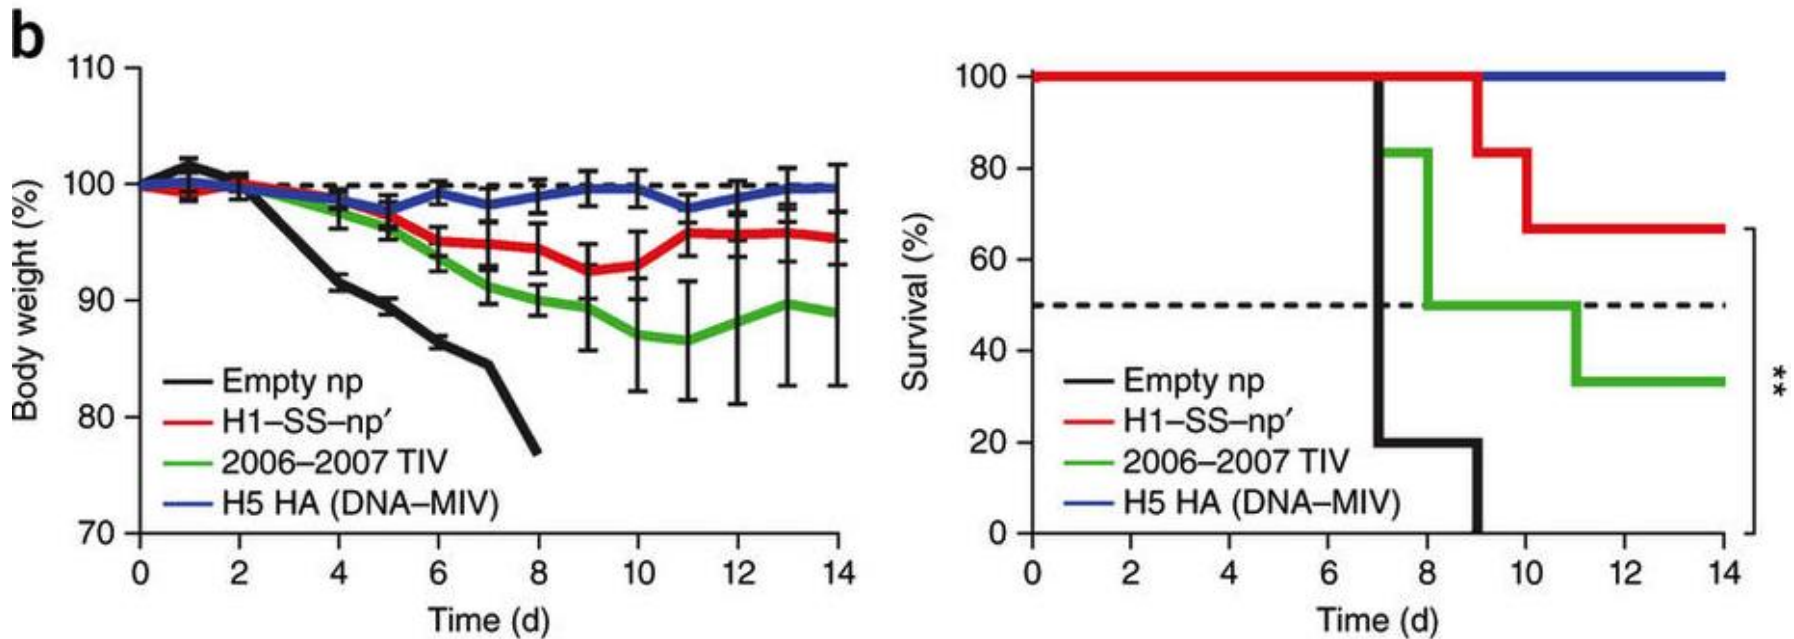 b
110
100
90
80
70
Body weight (%)
Empty np
H1–SS–np′
2006–2007 TIV
H5 HA (DNA–MIV)
0 2 4 6 8 10 12 14
Time (d)
100
80
60
40
20
0
Survival (%)
Empty np
H1–SS–np′
2006–2007 TIV
H5 HA (DNA–MIV)
0 2 4 6 8 10 12 14
Time (d)
**